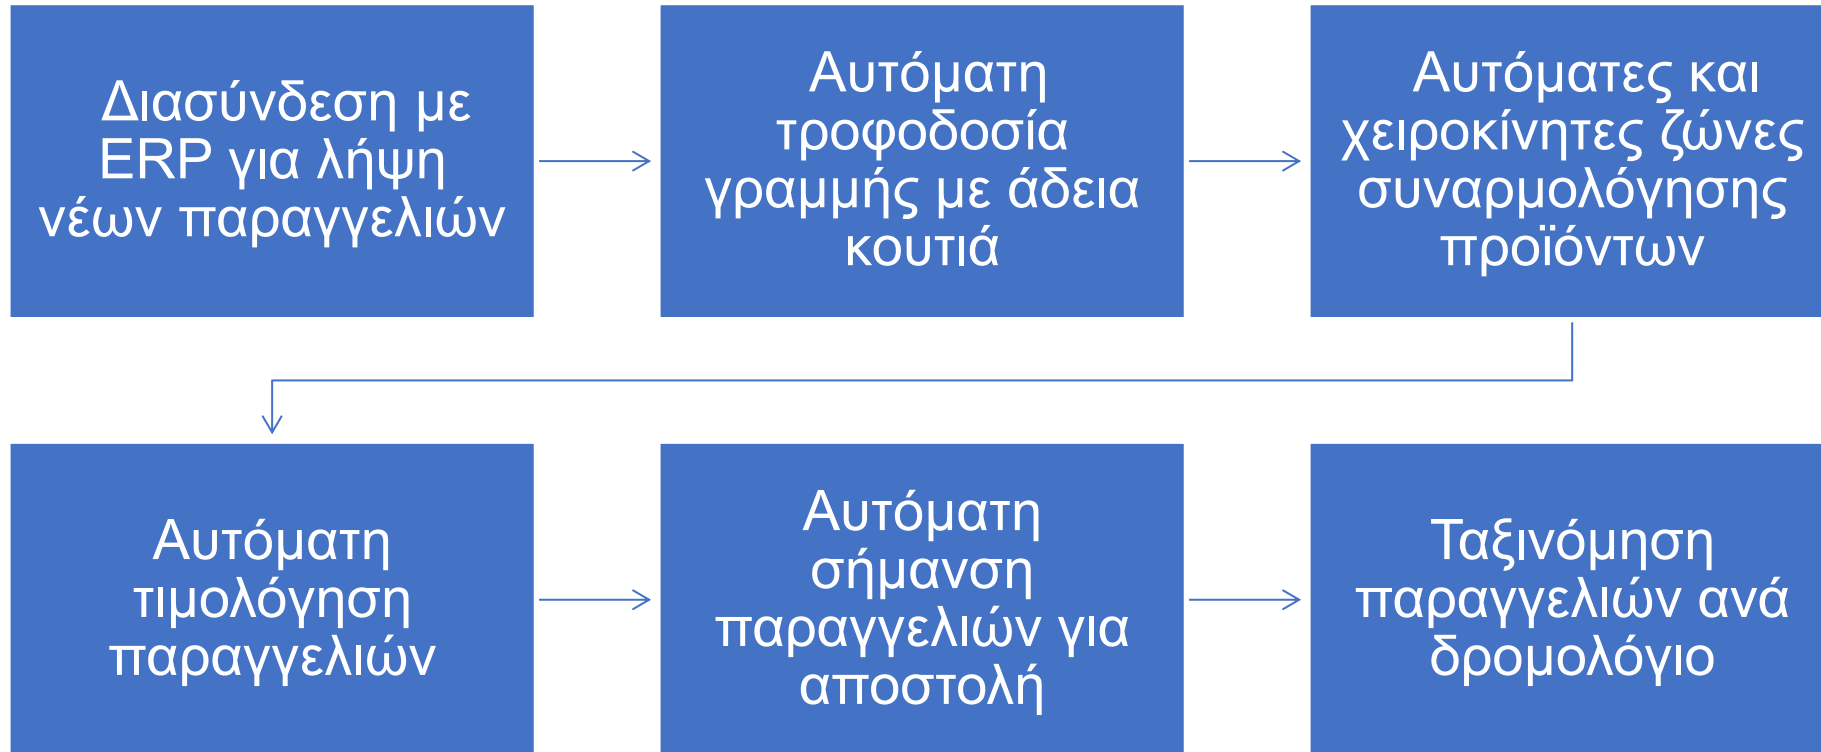 Διασύνδεση με
ERP για λήψη
νέων παραγγελιών
Αυτόματη
τροφοδοσία
γραμμής με άδεια
κουτιά
Αυτόματες και
χειροκίνητες ζώνες
συναρμολόγησης
προϊόντων
Αυτόματη
τιμολόγηση
παραγγελιών
Αυτόματη
σήμανση
παραγγελιών για
αποστολή
Ταξινόμηση
παραγγελιών ανά
δρομολόγιο